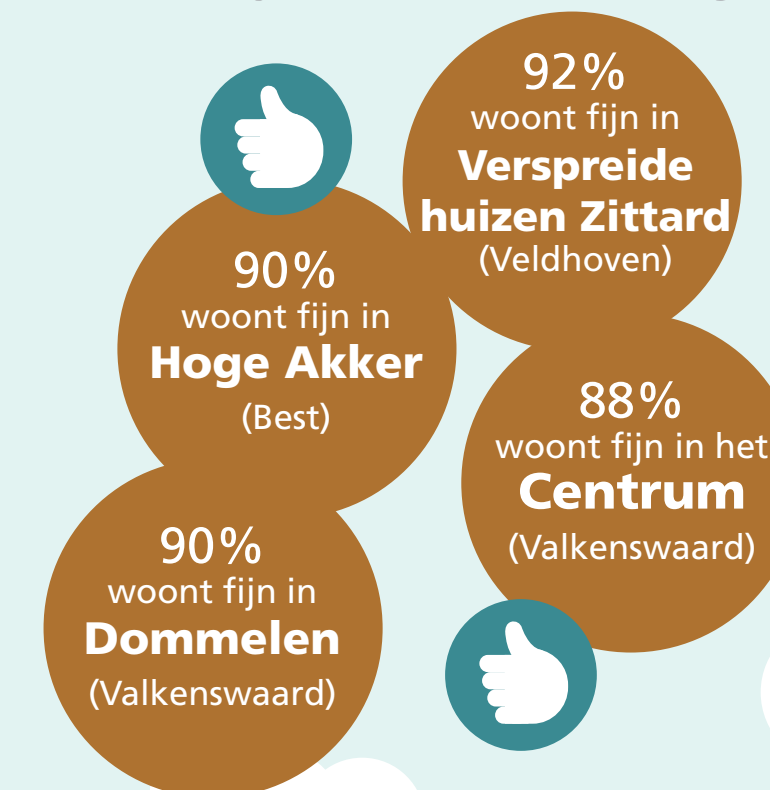 92%
woont fijn in
Verspreide
huizen Zittard
(Veldhoven)
90%
woont fijn in
Hoge Akker
(Best)
88%
woont fijn in het
Centrum
(Valkenswaard)
90%
woont fijn in
Dommelen
(Valkenswaard)